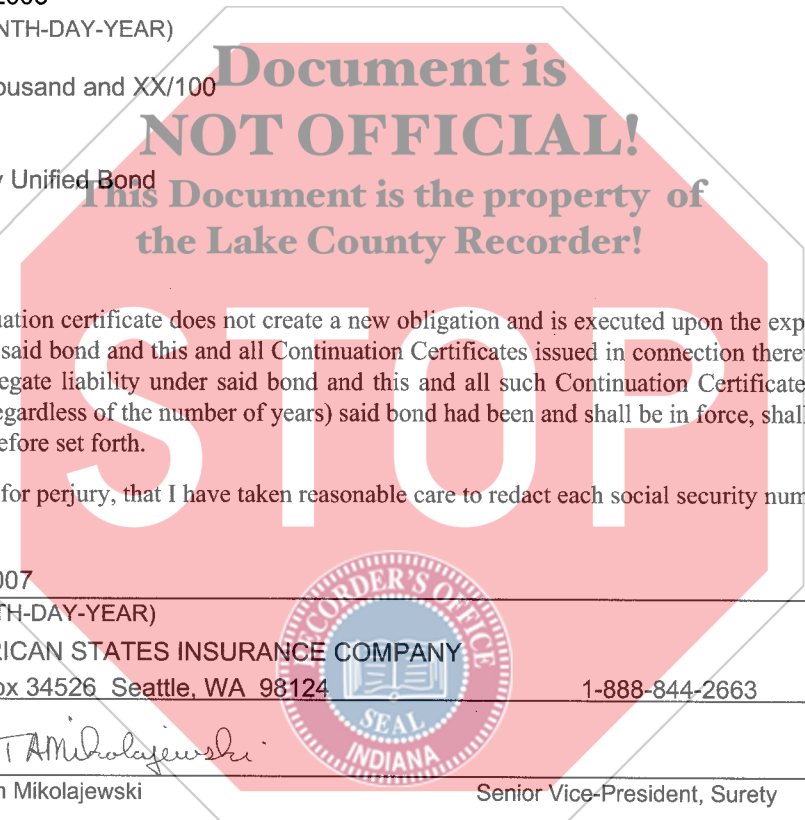 NTH-DAY-YEAR)
ousand and XX/100
Document is
NOT OFFICIAL!
y Unified Bond
This Document is the property of
the Lake County Recorder!
uation certificate does not create a new obligation and is executed upon the exp
said bond and this and all Continuation Certificates issued in connection there
egate liability under said bond and this and all such Continuation Certificate
egardless of the number of years) said bond had been and shall be in force, shall
efore set forth.
STOP
for perjury, that I have taken reasonable care to redact each social security num
007
TH-DAY-YEAR)
RICAN STATES INSURANCE COMPANY
ox 34526 Seattle, WA 98124 1-888-844-2663
RECORDER'S OFFICE
SEAL
INDIANA
TAMikolajewski
n Mikolajewski Senior Vice-President, Surety